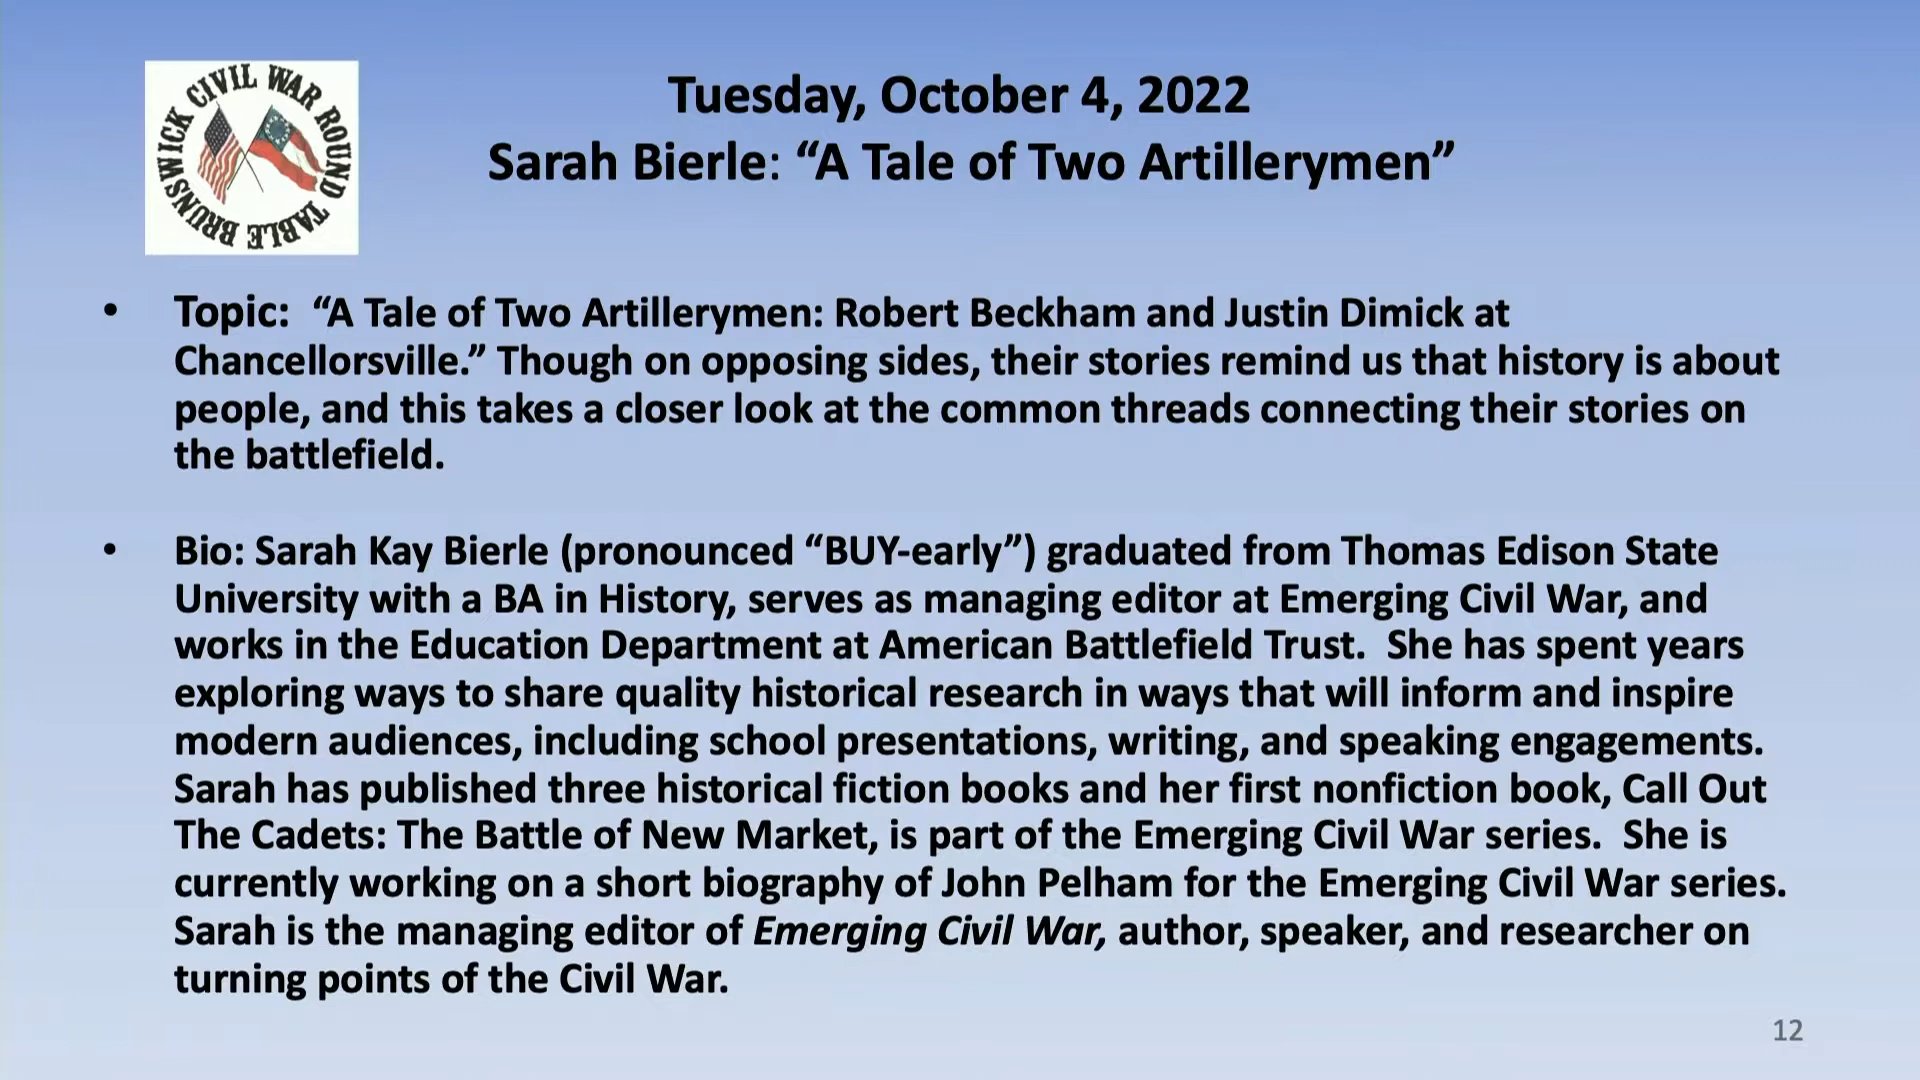 BRUNSWICK CIVIL WAR ROUND TABLE
Tuesday, October 4, 2022
Sarah Bierle: “A Tale of Two Artillerymen”
• Topic:  “A Tale of Two Artillerymen: Robert Beckham and Justin Dimick at
Chancellorsville.” Though on opposing sides, their stories remind us that history is about
people, and this takes a closer look at the common threads connecting their stories on
the battlefield.
• Bio: Sarah Kay Bierle (pronounced “BUY-early”) graduated from Thomas Edison State
University with a BA in History, serves as managing editor at Emerging Civil War, and
works in the Education Department at American Battlefield Trust.  She has spent years
exploring ways to share quality historical research in ways that will inform and inspire
modern audiences, including school presentations, writing, and speaking engagements.
Sarah has published three historical fiction books and her first nonfiction book, Call Out
The Cadets: The Battle of New Market, is part of the Emerging Civil War series.  She is
currently working on a short biography of John Pelham for the Emerging Civil War series.
Sarah is the managing editor of Emerging Civil War, author, speaker, and researcher on
turning points of the Civil War.
12